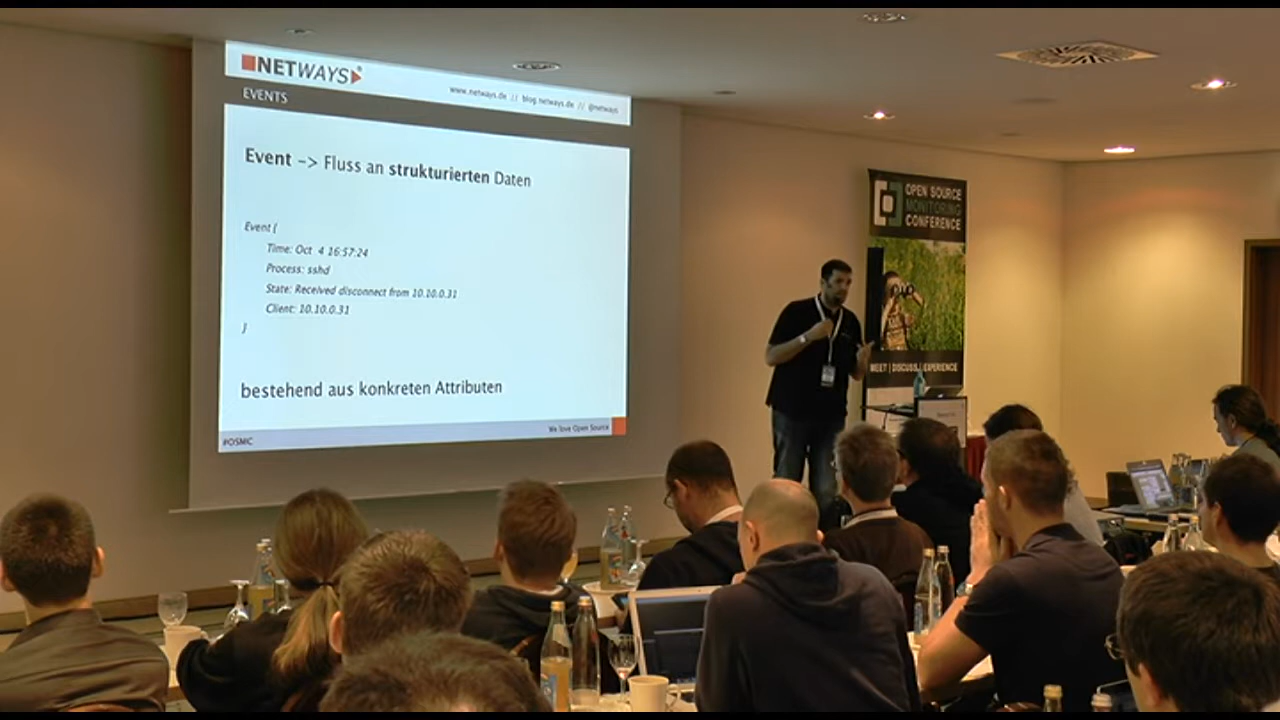 NETWAYS
www.netways.de // blog.netways.de // @netways
EVENTS
Event -> Fluss an strukturierten Daten
Event {
Time: Oct 4 16:57:24
Process: sshd
State: Received disconnect from 10.10.0.31
Client: 10.10.0.31
}
bestehend aus konkreten Attributen
#OSMC
We love Open Source
OPEN SOURCE
MONITORING
CONFERENCE
MEET | DISCUSS | EXPERIENCE